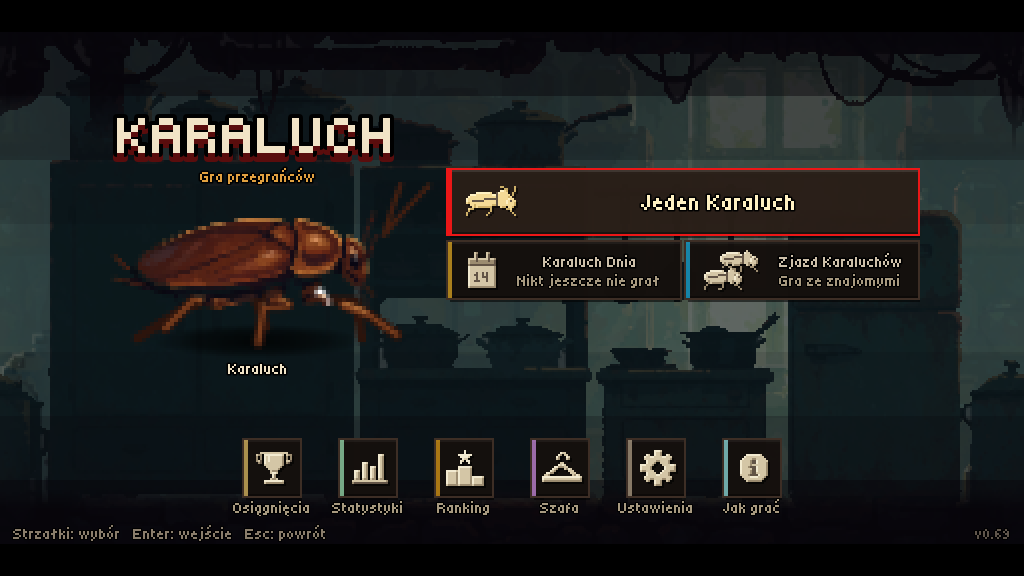 KARALUCH
Gra przegrańców
Jeden Karaluch
Karaluch Dnia
14
Nikt jeszcze nie grał
Zjazd Karaluchów
Gra ze znajomymi
Karaluch
Osiągnięcia
Statystyki
Ranking
Szafa
Ustawienia
Jak grać
Strzałki: wybór Enter: wejście Esc: powrót
v0.69